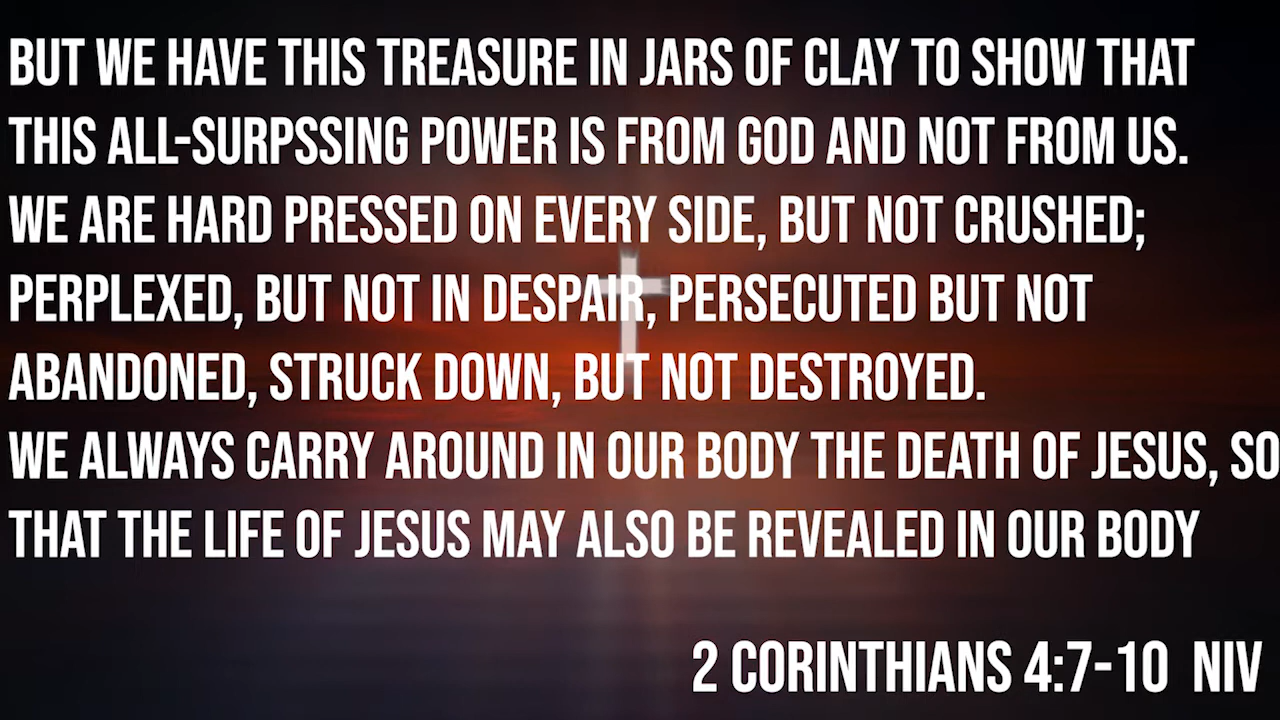 BUT WE HAVE THIS TREASURE IN JARS OF CLAY TO SHOW THAT
THIS ALL-SURPSSING POWER IS FROM GOD AND NOT FROM US.
WE ARE HARD PRESSED ON EVERY SIDE, BUT NOT CRUSHED;
PERPLEXED, BUT NOT IN DESPAIR, PERSECUTED BUT NOT
ABANDONED, STRUCK DOWN, BUT NOT DESTROYED.
WE ALWAYS CARRY AROUND IN OUR BODY THE DEATH OF JESUS, SO
THAT THE LIFE OF JESUS MAY ALSO BE REVEALED IN OUR BODY
2 CORINTHIANS 4:7-10 NIV